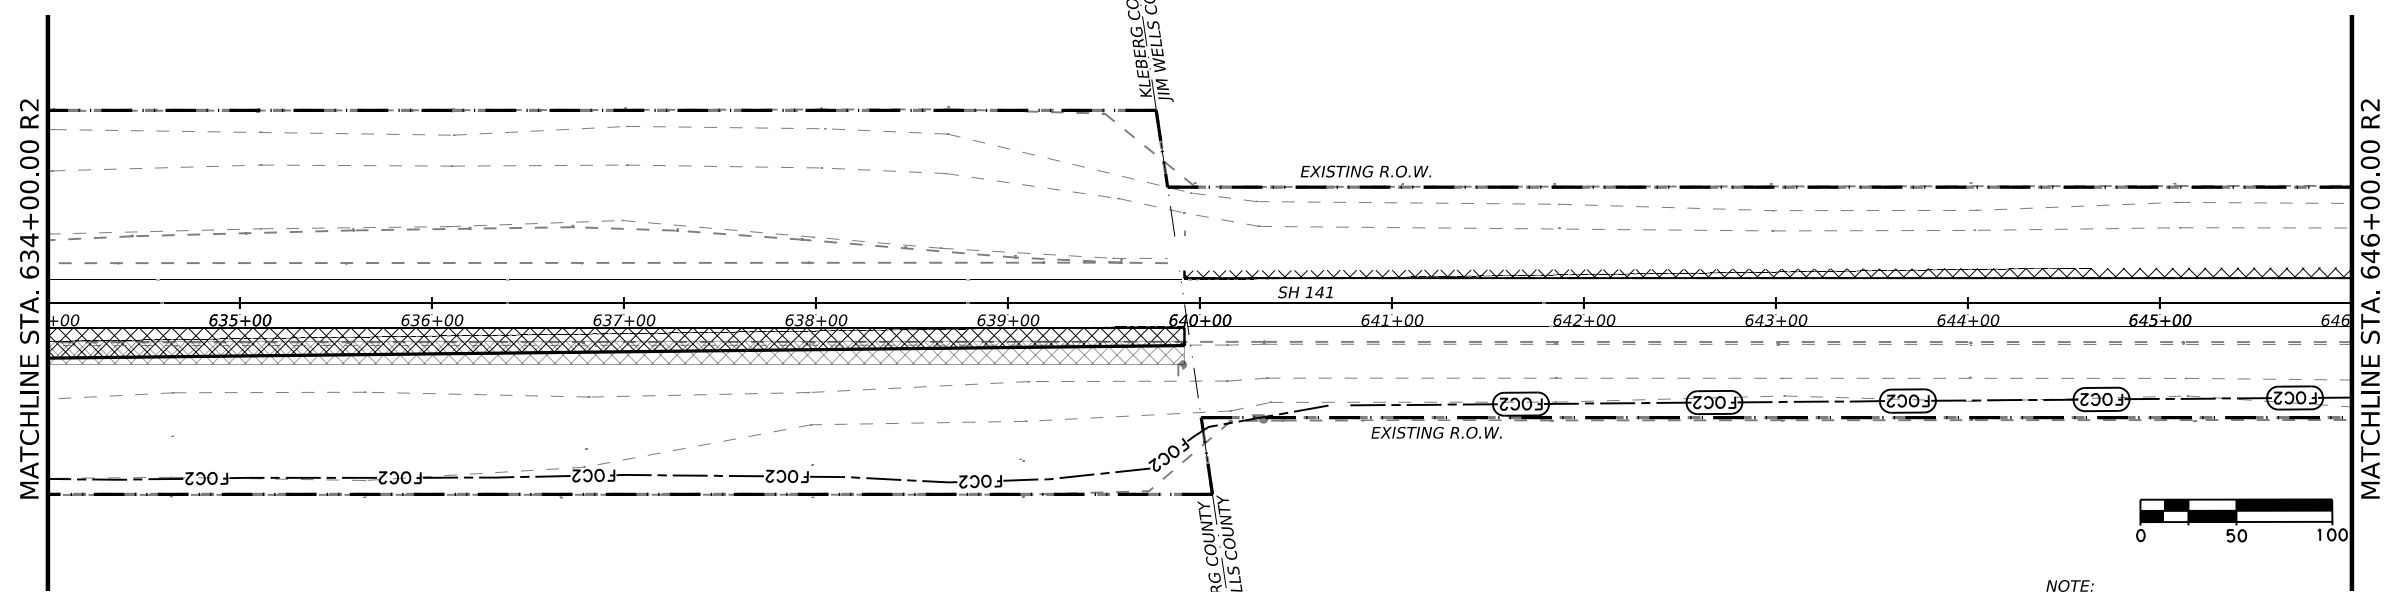 KLEBERG CO
JIM WELLS CO
MATCHLINE STA. 634+00.00 R2
MATCHLINE STA. 646+00.00 R2
EXISTING R.O.W.
SH 141
+00 635+00 636+00 637+00 638+00 639+00 640+00 641+00 642+00 643+00 644+00 645+00 646
FOC2 FOC2 FOC2 FOC2 FOC2
EXISTING R.O.W.
FOC2
FOC2 FOC2 FOC2 FOC2 FOC2
RG COUNTY
LLS COUNTY
0 50 100
NOTE: